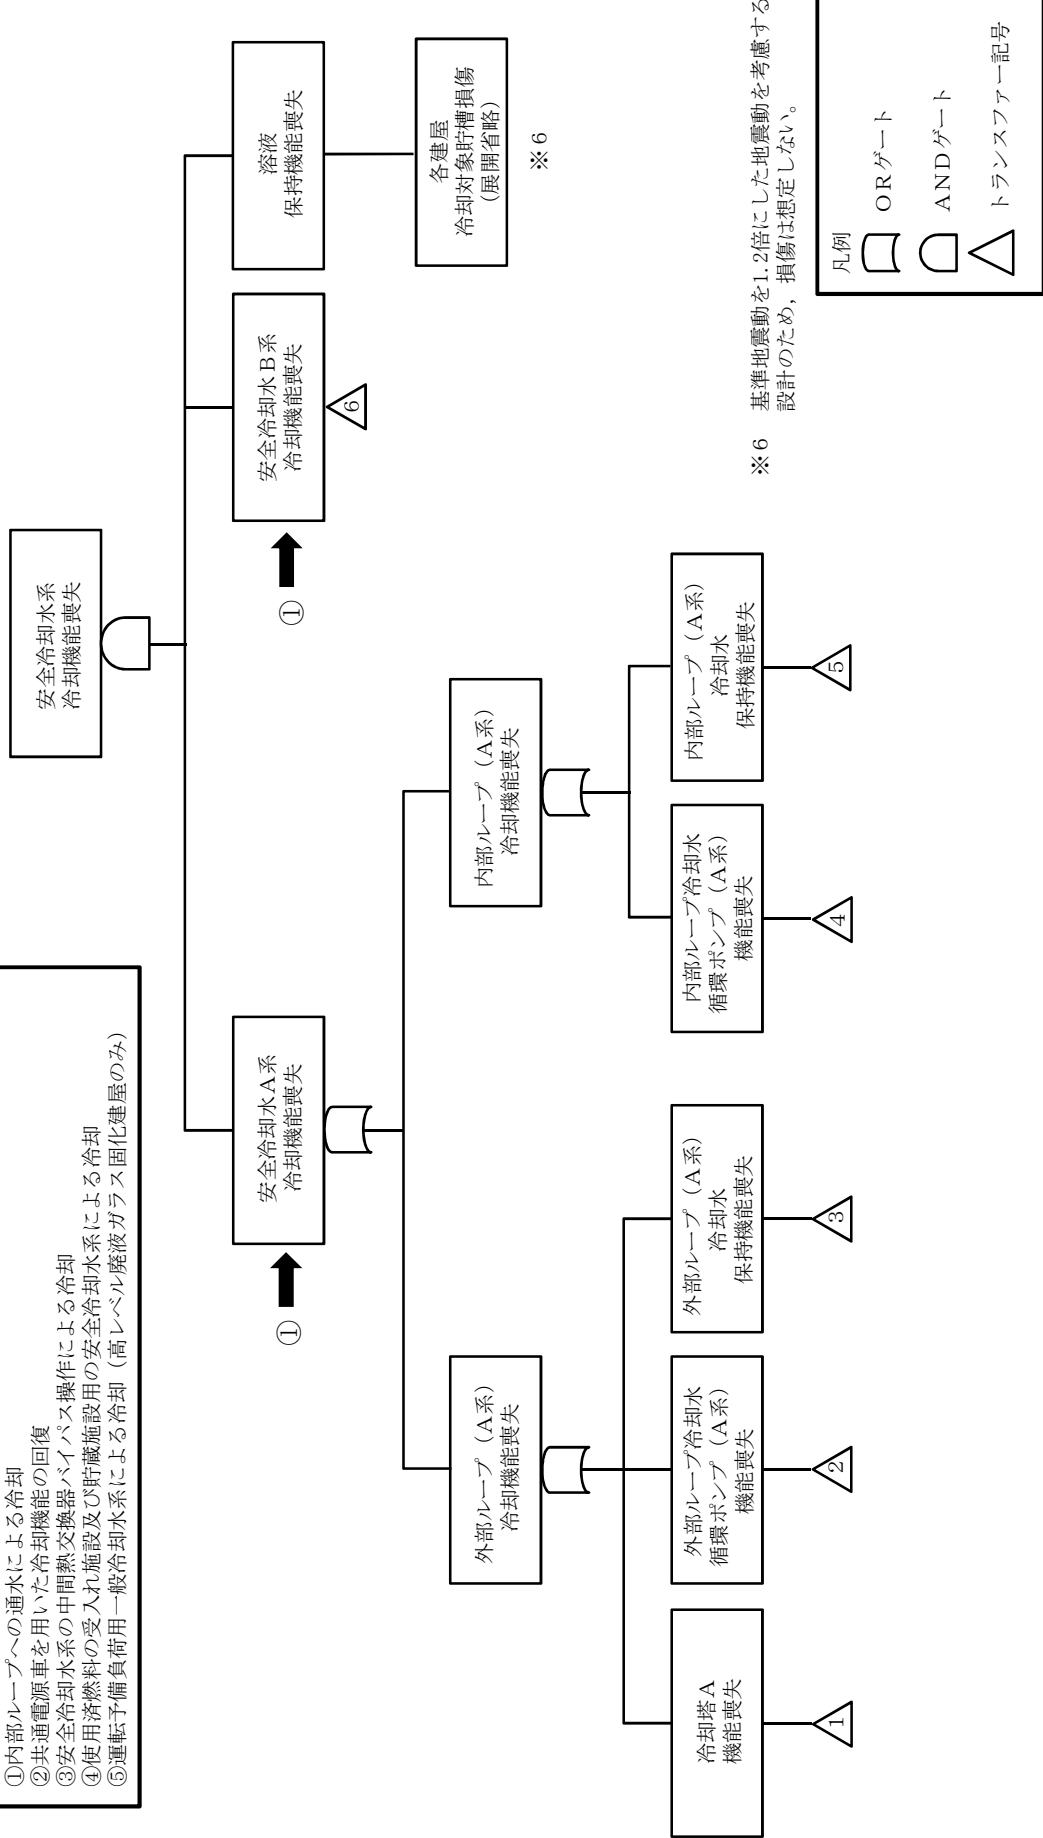 ①内部ループへの通水による冷却
②共通電源車を用いた冷却機能の回復
③安全冷却水系の中間熱交換器バイパス操作による冷却
④使用済燃料の受入れ施設及び貯蔵施設用の安全冷却水系による冷却
⑤運転予備負荷用一般冷却水系による冷却（高レベル廃液ガラス固化建屋のみ）
安全冷却水系
冷却機能喪失
①
安全冷却水A系
冷却機能喪失
①
安全冷却水B系
冷却機能喪失
6
溶液
保持機能喪失
各建屋
冷却対象貯槽損傷
(展開省略)
※6
外部ループ（A系）
冷却機能喪失
内部ループ（A系）
冷却機能喪失
冷却塔A
機能喪失
1
外部ループ冷却水
循環ポンプ（A系）
機能喪失
2
外部ループ（A系）
冷却水
保持機能喪失
3
内部ループ冷却水
循環ポンプ（A系）
機能喪失
4
内部ループ（A系）
冷却水
保持機能喪失
5
※6 基準地震動を1.2倍にした地震動を考慮する
設計のため，損傷は想定しない。
凡例
ORゲート
ANDゲート
トランスファー記号